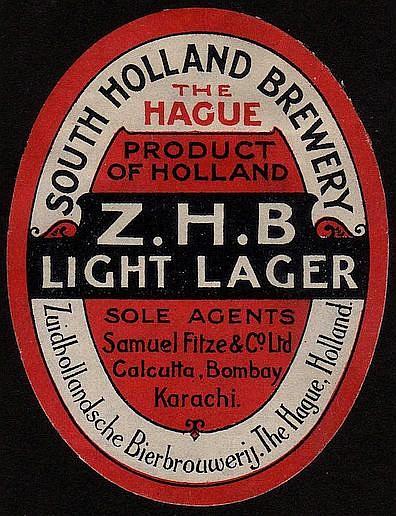 SOUTH HOLLAND BREWERY
THE
HAGUE
PRODUCT
OF HOLLAND
Z.H.B
LIGHT LAGER
SOLE AGENTS
Samuel Fitze & Co. Ltd
Calcutta, Bombay
Karachi.
Zuidhollandsche Bierbrouwerij. The Hague, Holland.